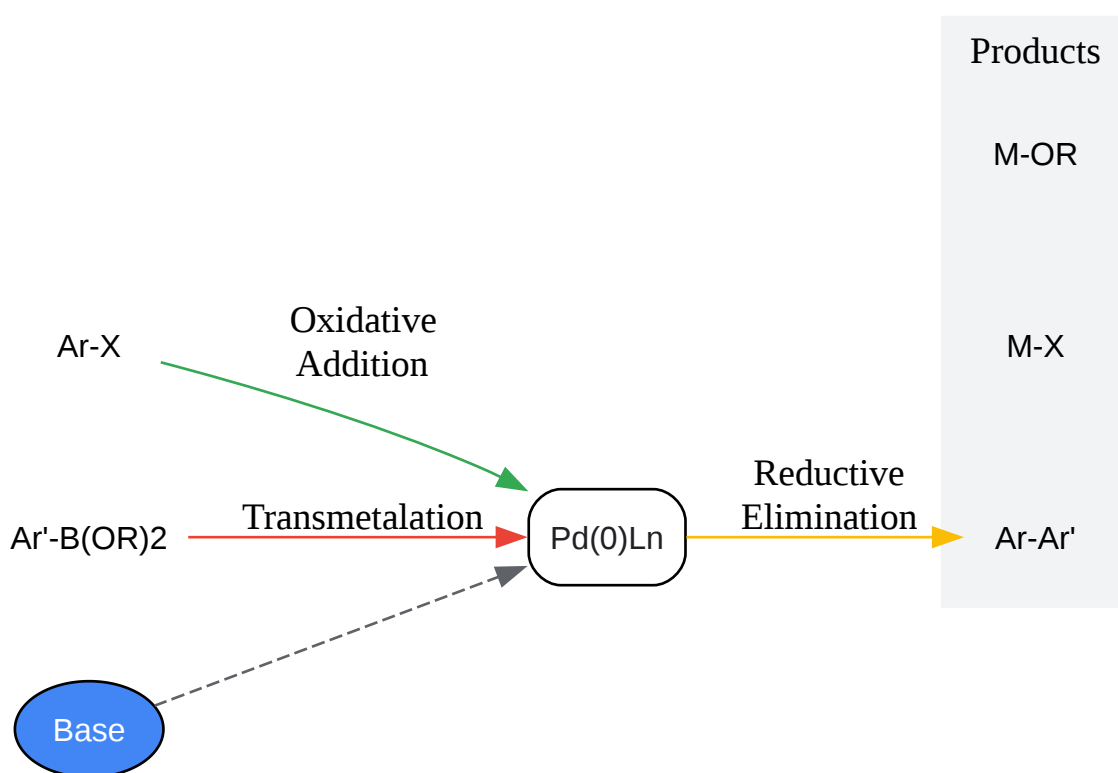 Products
M-OR
Oxidative
Addition
Ar-X
M-X
Reductive
Elimination
Transmetalation
Ar'-B(OR)2
Pd(0)Ln
Ar-Ar'
Base